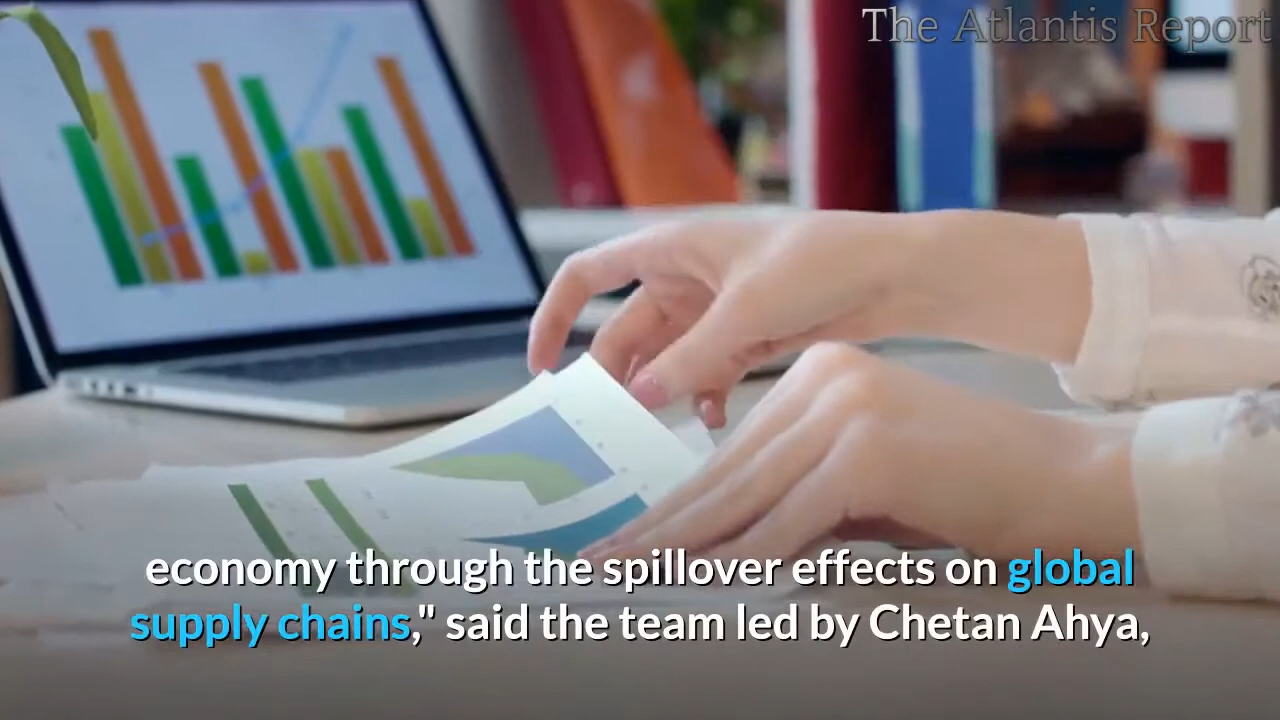 The Atlantis Report
economy through the spillover effects on global
supply chains," said the team led by Chetan Ahya,